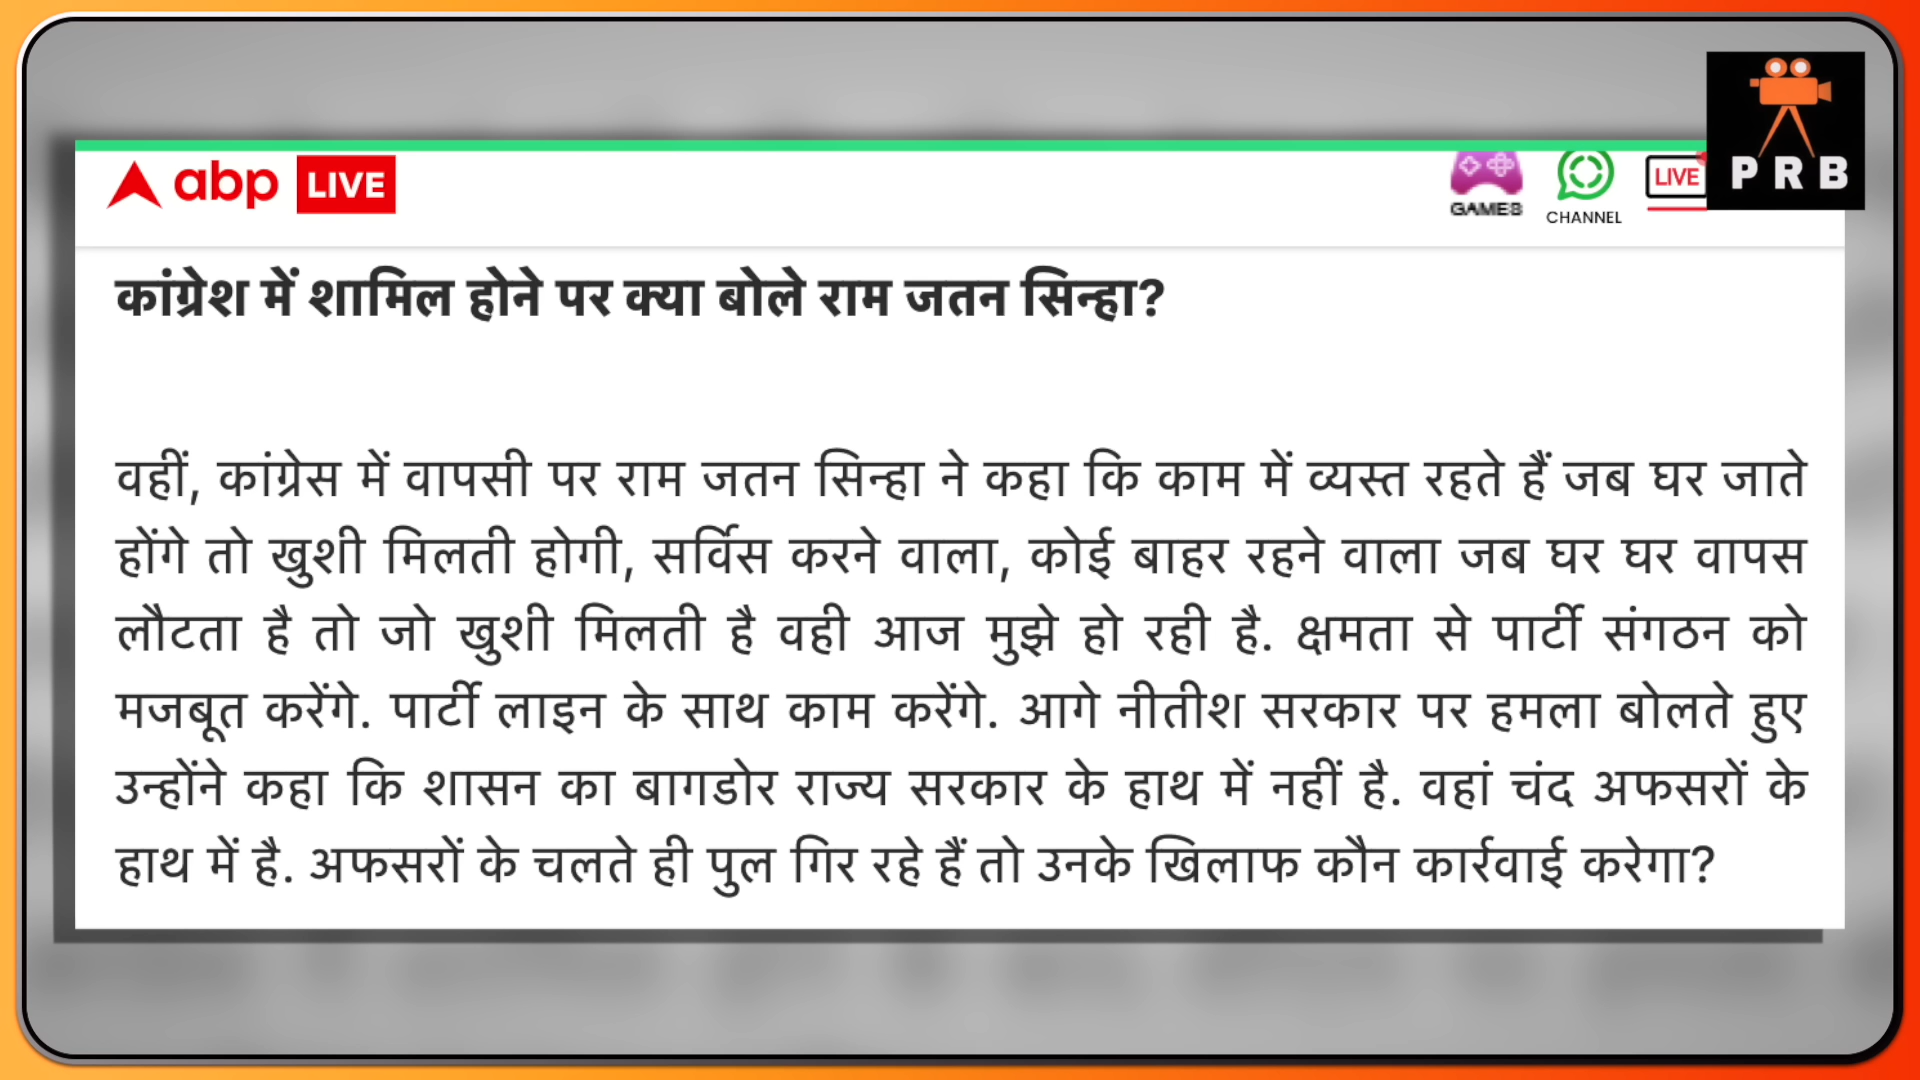 abp LIVE
GAMES
CHANNEL
LIVE
PRB
कांग्रेश में शामिल होने पर क्या बोले राम जतन सिन्हा?
वहीं, कांग्रेस में वापसी पर राम जतन सिन्हा ने कहा कि काम में व्यस्त रहते हैं जब घर जाते
होंगे तो खुशी मिलती होगी, सर्विस करने वाला, कोई बाहर रहने वाला जब घर घर वापस
लौटता है तो जो खुशी मिलती है वही आज मुझे हो रही है. क्षमता से पार्टी संगठन को
मजबूत करेंगे. पार्टी लाइन के साथ काम करेंगे. आगे नीतीश सरकार पर हमला बोलते हुए
उन्होंने कहा कि शासन का बागडोर राज्य सरकार के हाथ में नहीं है. वहां चंद अफसरों के
हाथ में है. अफसरों के चलते ही पुल गिर रहे हैं तो उनके खिलाफ कौन कार्रवाई करेगा?